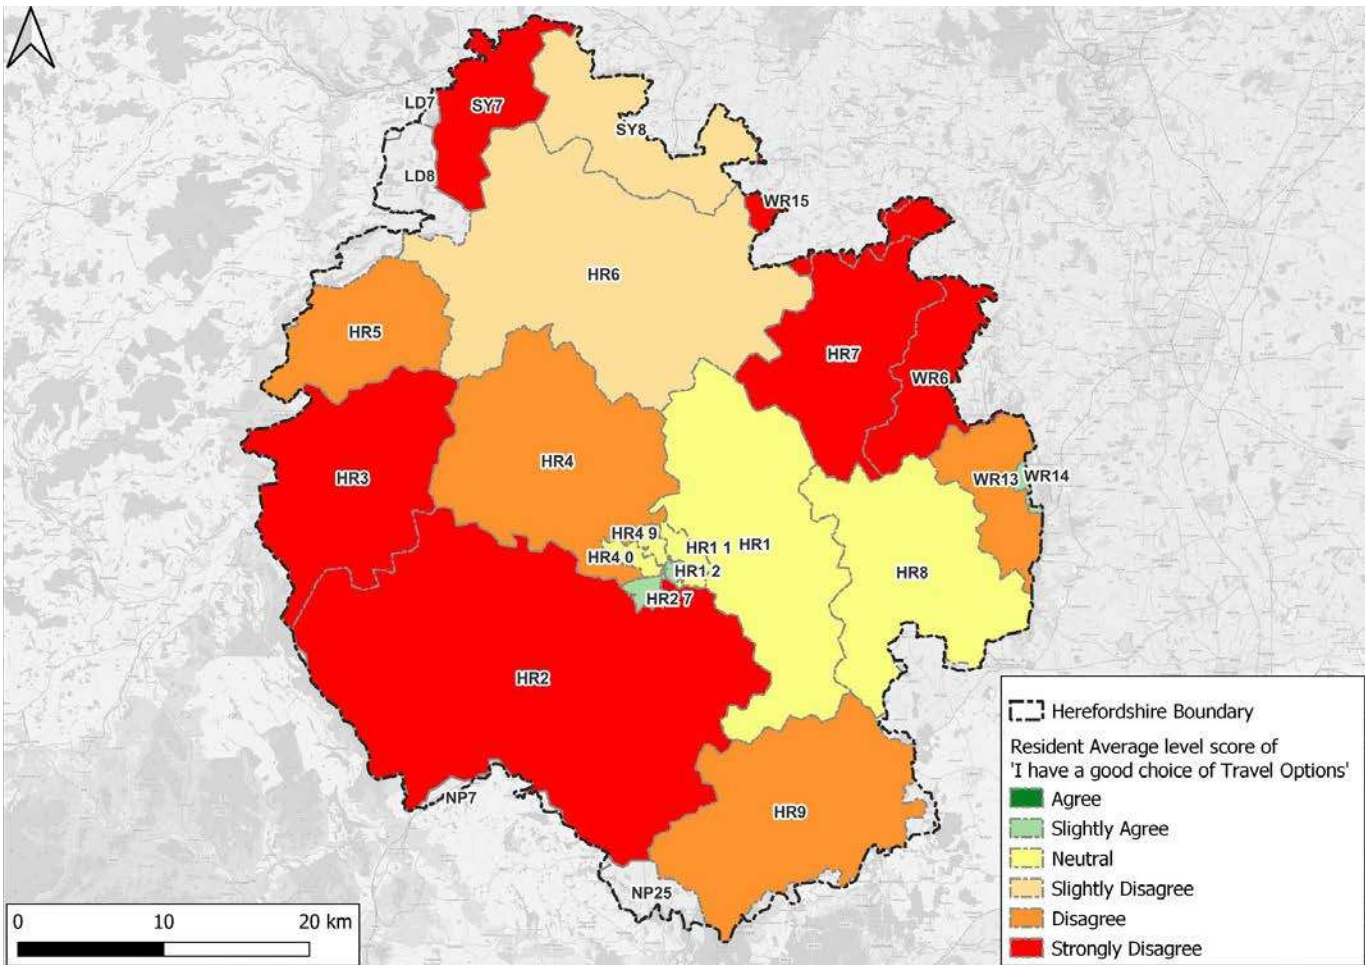 LD7
SY7
SY8
LD8
WR15
HR6
HR5
HR7
WR6
HR4
HR3
WR13
WR14
HR4 9
HR1 1
HR1
HR4 0
HR1 2
HR8
HR2 7
HR2
NP7
HR9
NP25
Herefordshire Boundary
Resident Average level score of
'I have a good choice of Travel Options'
Agree
Slightly Agree
Neutral
Slightly Disagree
Disagree
Strongly Disagree
0 10 20 km